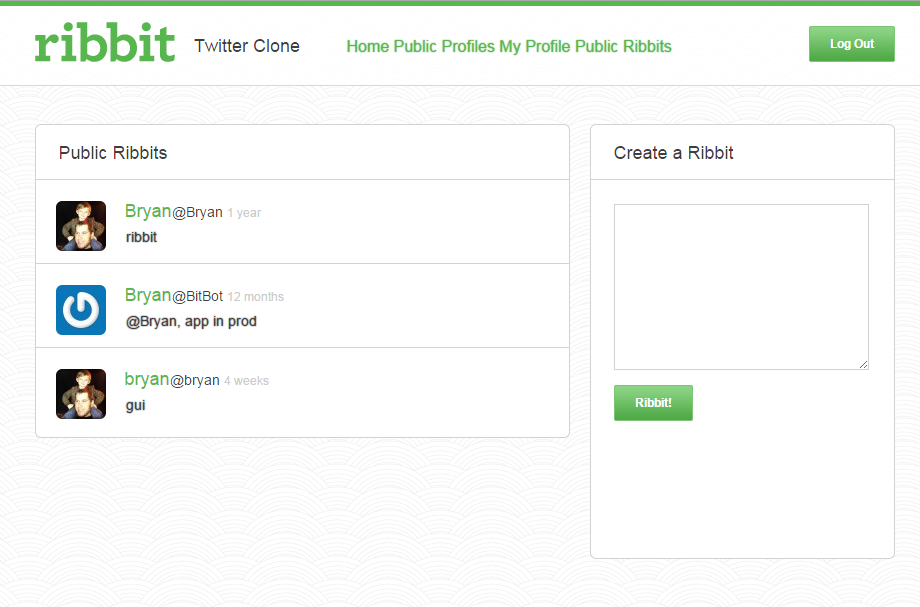 ribbit Twitter Clone Home Public Profiles My Profile Public Ribbits Log Out
Public Ribbits
Bryan@Bryan 1 year
ribbit
Bryan@BitBot 12 months
@Bryan, app in prod
bryan@bryan 4 weeks
gui
Create a Ribbit
Ribbit!